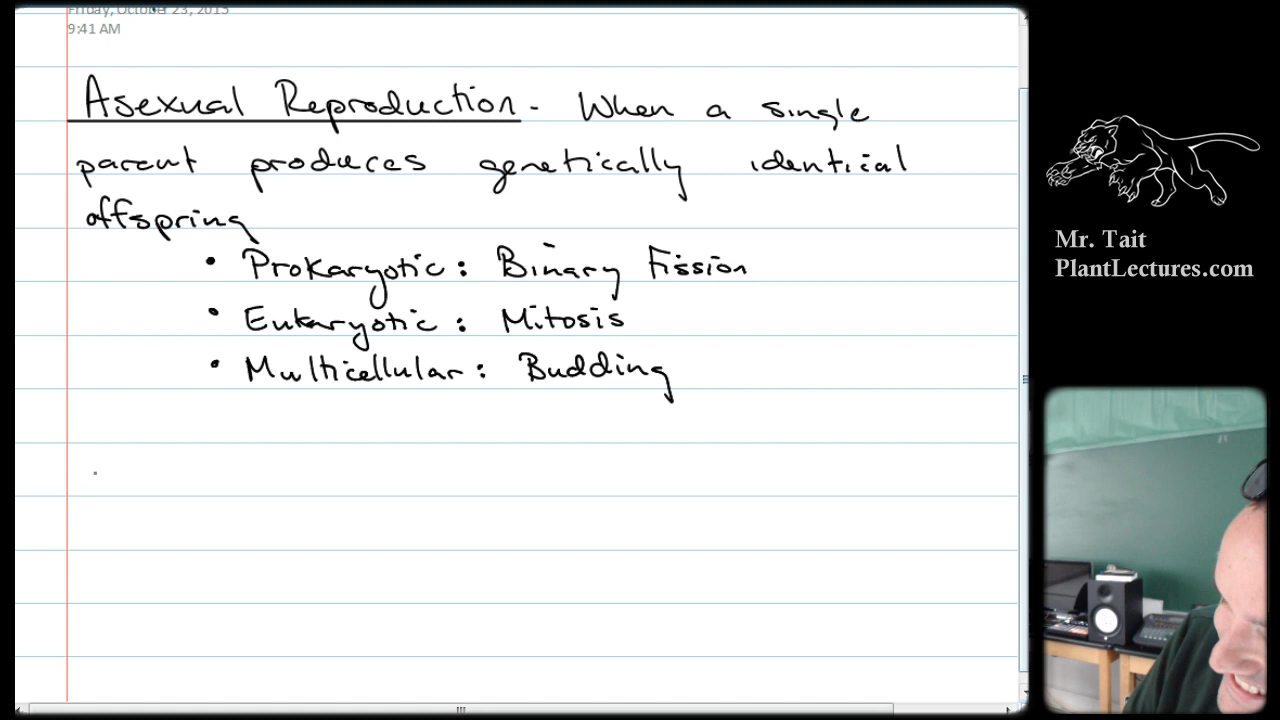 Friday, October 23, 2015
9:41 AM
Asexual Reproduction - When a single
parent produces genetically identical
offspring
• Prokaryotic: Binary Fission
• Eukaryotic: Mitosis
• Multicellular: Budding
Mr. Tait
PlantLectures.com